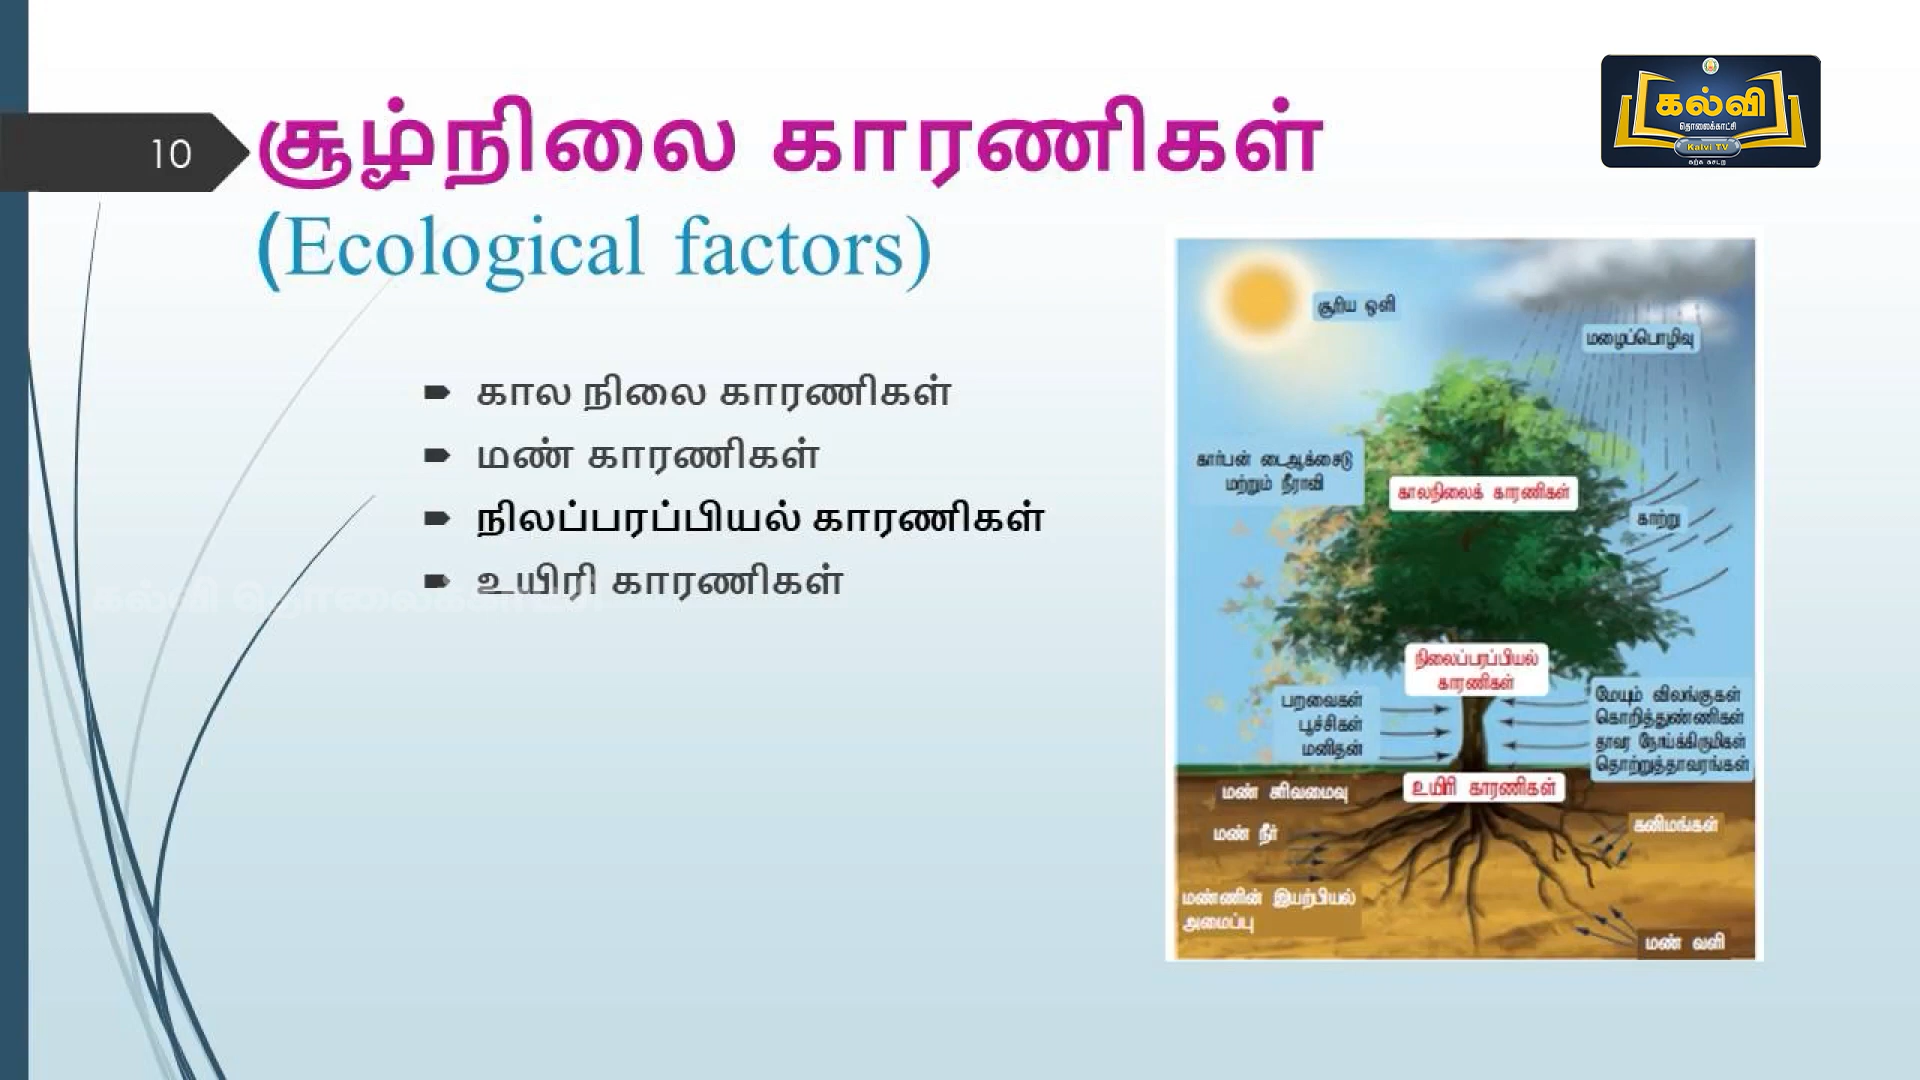 10
சூழ்நிலை காரணிகள்
(Ecological factors)
கால நிலை காரணிகள்
மண் காரணிகள்
நிலப்பரப்பியல் காரணிகள்
உயிரி காரணிகள்
கல்வி தொலைக்காட்சி
கல்வி
தொலைக்காட்சி
Kalvi TV
கற்க கசடற
சூரிய ஒளி
மழைப்பொழிவு
கார்பன் டைஆக்சைடு
மற்றும் நீராவி
காலநிலைக் காரணிகள்
காற்று
நிலைப்பரப்பியல்
காரணிகள்
பறவைகள்
பூச்சிகள்
மனிதன்
மேயும் விலங்குகள்
கொறித்துண்ணிகள்
தாவர நோய்க்கிருமிகள்
தொற்றுத்தாவரங்கள்
உயிரி காரணிகள்
மண்
மண் நீர்
கனிமங்கள்
மண்ணின் இயற்பியல்
அமைப்பு
மண் வளி